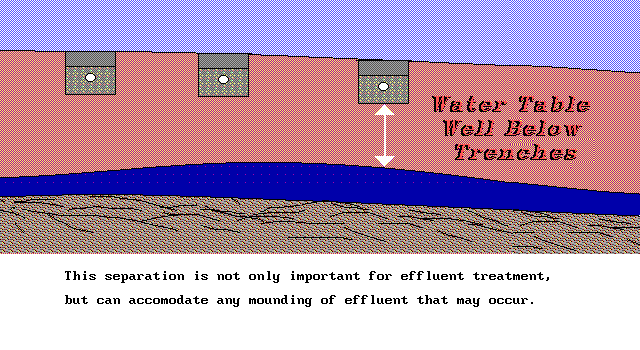 Water Table
Well Below
Trenches
This separation is not only important for effluent treatment,
but can accomodate any mounding of effluent that may occur.